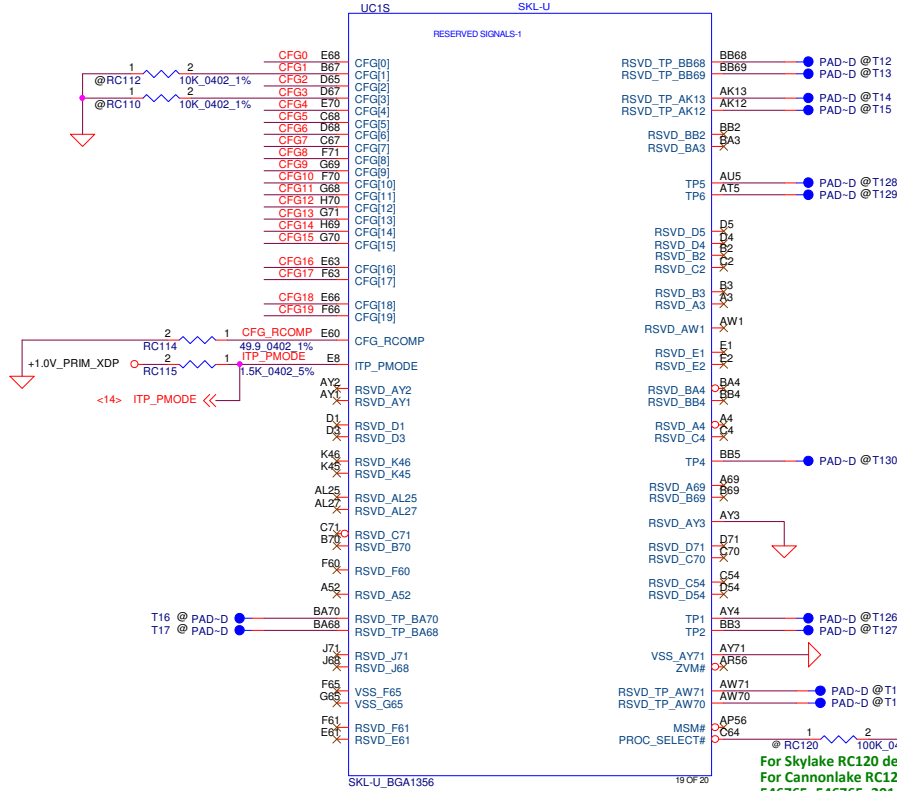 UC1S SKL-U
RESERVED SIGNALS-1
CFG0 E68 CFG[0]
CFG1 B67 CFG[1]
CFG2 D65 CFG[2]
CFG3 D67 CFG[3]
CFG4 E70 CFG[4]
CFG5 C68 CFG[5]
CFG6 D68 CFG[6]
CFG7 C67 CFG[7]
CFG8 F71 CFG[8]
CFG9 G69 CFG[9]
CFG10 F70 CFG[10]
CFG11 G68 CFG[11]
CFG12 H70 CFG[12]
CFG13 G71 CFG[13]
CFG14 H69 CFG[14]
CFG15 G70 CFG[15]
CFG16 E63 CFG[16]
CFG17 F63 CFG[17]
CFG18 E66 CFG[18]
CFG19 F66 CFG[19]
1 2
@RC112 10K_0402_1%
1 2
@RC110 10K_0402_1%
2 1 CFG_RCOMP E60 CFG_RCOMP
RC114 49.9_0402_1%
+1.0V_PRIM_XDP 2 1 ITP_PMODE E8 ITP_PMODE
RC115 1.5K_0402_5%
<14> ITP_PMODE
AY2 RSVD_AY2
AY1 RSVD_AY1
D1 RSVD_D1
D3 RSVD_D3
K46 RSVD_K46
K45 RSVD_K45
AL25 RSVD_AL25
AL27 RSVD_AL27
C71 RSVD_C71
B70 RSVD_B70
F60 RSVD_F60
A52 RSVD_A52
T16 @ PAD~D BA70 RSVD_TP_BA70
T17 @ PAD~D BA68 RSVD_TP_BA68
J71 RSVD_J71
J68 RSVD_J68
F65 VSS_F65
G65 VSS_G65
F61 RSVD_F61
E61 RSVD_E61
RSVD_TP_BB68 BB68 PAD~D @T12
RSVD_TP_BB69 BB69 PAD~D @T13
RSVD_TP_AK13 AK13 PAD~D @T14
RSVD_TP_AK12 AK12 PAD~D @T15
RSVD_BB2 BB2
RSVD_BA3 BA3
TP5 AU5 PAD~D @T128
TP6 AT5 PAD~D @T129
RSVD_D5 D5
RSVD_D4 D4
RSVD_B2 B2
RSVD_C2 C2
RSVD_B3 B3
RSVD_A3 A3
RSVD_AW1 AW1
RSVD_E1 E1
RSVD_E2 E2
RSVD_BA4 BA4
RSVD_BB4 BB4
RSVD_A4 A4
RSVD_C4 C4
TP4 BB5 PAD~D @T130
RSVD_A69 A69
RSVD_B69 B69
RSVD_AY3 AY3
RSVD_D71 D71
RSVD_C70 C70
RSVD_C54 C54
RSVD_D54 D54
TP1 AY4 PAD~D @T126
TP2 BB3 PAD~D @T127
VSS_AY71 AY71
ZVM# AR56
RSVD_TP_AW71 AW71 PAD~D @T1
RSVD_TP_AW70 AW70 PAD~D @T1
MSM# AP56
PROC_SELECT# C64 1 2
@ RC120 100K_04
SKL-U_BGA1356 19 OF 20
For Skylake RC120 de
For Cannonlake RC12